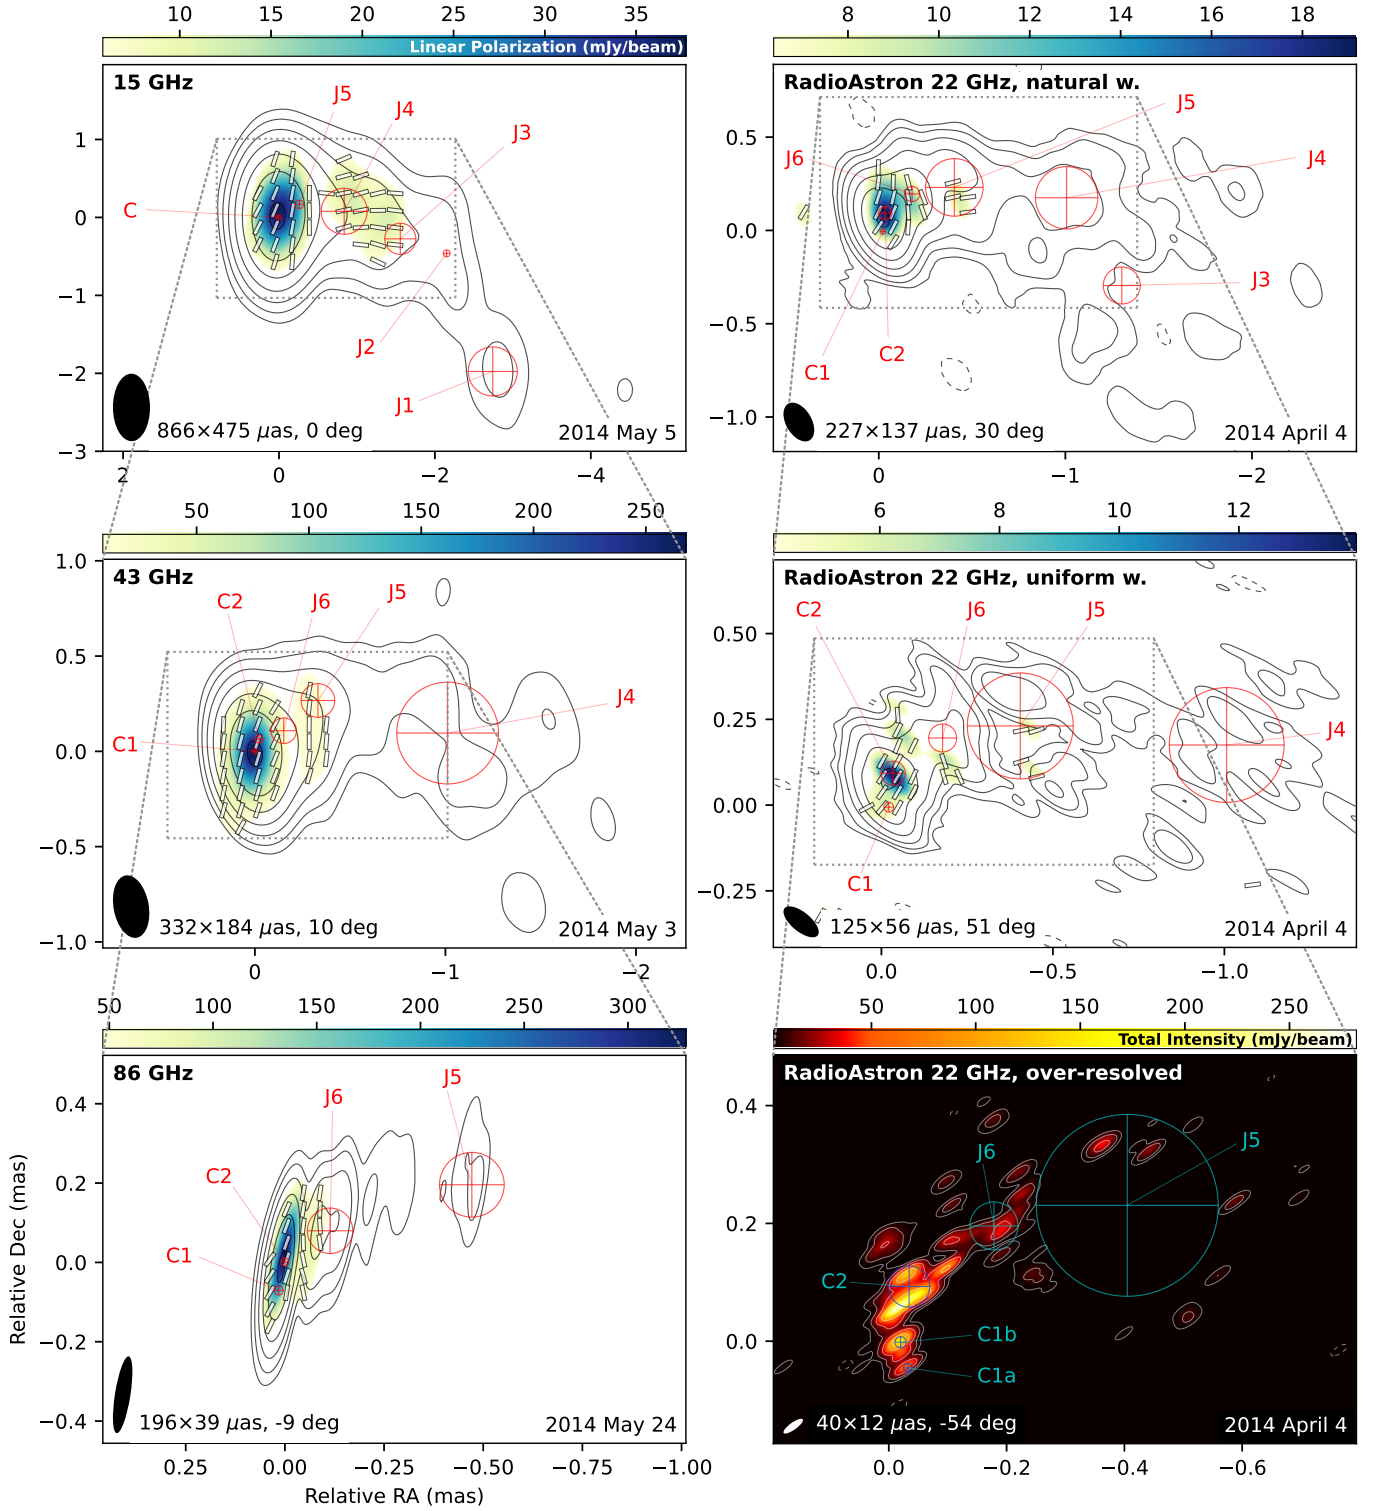 10 15 20 25 30 35
Linear Polarization (mJy/beam)
15 GHz
J5
J4
J3
C
J2
J1
1
0
−1
−2
−3
866×475 μas, 0 deg
2014 May 5
2 0 −2 −4
8 10 12 14 16 18
RadioAstron 22 GHz, natural w.
J5
J6
J4
J3
C2
C1
0.5
0.0
−0.5
−1.0
227×137 μas, 30 deg
2014 April 4
0 −1 −2
50 100 150 200 250
43 GHz
C2
J6
J5
J4
C1
1.0
0.5
0.0
−0.5
−1.0
332×184 μas, 10 deg
2014 May 3
0 −1 −2
6 8 10 12
RadioAstron 22 GHz, uniform w.
C2
J6
J5
J4
C1
0.50
0.25
0.00
−0.25
125×56 μas, 51 deg
2014 April 4
0.0 −0.5 −1.0
50 100 150 200 250 300
86 GHz
J5
J6
C2
C1
0.4
0.2
0.0
−0.2
−0.4
Relative Dec (mas)
196×39 μas, -9 deg
2014 May 24
0.25 0.00 −0.25 −0.50 −0.75 −1.00
Relative RA (mas)
50 100 150 200 250
Total Intensity (mJy/beam)
RadioAstron 22 GHz, over-resolved
J6
J5
C2
C1b
C1a
0.4
0.2
0.0
40×12 μas, -54 deg
2014 April 4
0.0 −0.2 −0.4 −0.6